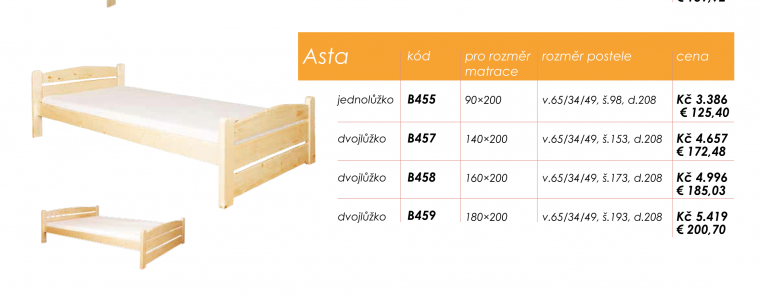 Asta kód pro rozměr matrace rozměr postele cena
jednolůžko B455 90×200 v.65/34/49, š.98, d.208 Kč 3.386
€ 125,40
dvojlůžko B457 140×200 v.65/34/49, š.153, d.208 Kč 4.657
€ 172,48
dvojlůžko B458 160×200 v.65/34/49, š.173, d.208 Kč 4.996
€ 185,03
dvojlůžko B459 180×200 v.65/34/49, š.193, d.208 Kč 5.419
€ 200,70